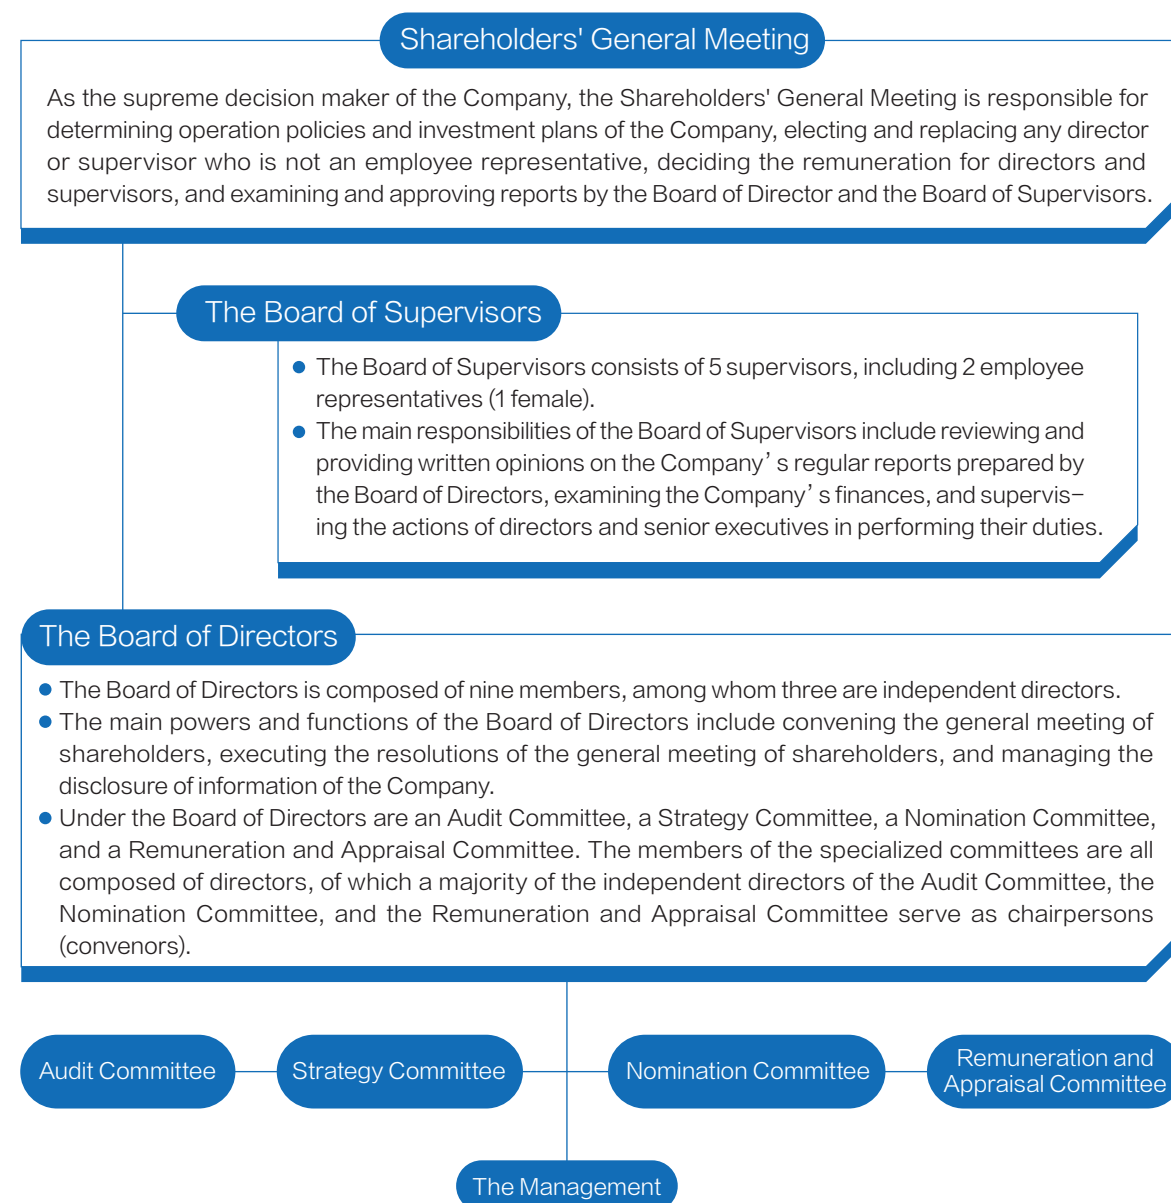 Shareholders' General Meeting
As the supreme decision maker of the Company, the Shareholders' General Meeting is responsible for
determining operation policies and investment plans of the Company, electing and replacing any director
or supervisor who is not an employee representative, deciding the remuneration for directors and
supervisors, and examining and approving reports by the Board of Director and the Board of Supervisors.
The Board of Supervisors
● The Board of Supervisors consists of 5 supervisors, including 2 employee
representatives (1 female).
● The main responsibilities of the Board of Supervisors include reviewing and
providing written opinions on the Company’ s regular reports prepared by
the Board of Directors, examining the Company’ s finances, and supervis-
ing the actions of directors and senior executives in performing their duties.
The Board of Directors
● The Board of Directors is composed of nine members, among whom three are independent directors.
● The main powers and functions of the Board of Directors include convening the general meeting of
shareholders, executing the resolutions of the general meeting of shareholders, and managing the
disclosure of information of the Company.
● Under the Board of Directors are an Audit Committee, a Strategy Committee, a Nomination Committee,
and a Remuneration and Appraisal Committee. The members of the specialized committees are all
composed of directors, of which a majority of the independent directors of the Audit Committee, the
Nomination Committee, and the Remuneration and Appraisal Committee serve as chairpersons
(convenors).
Audit Committee
Strategy Committee
Nomination Committee
Remuneration and
Appraisal Committee
The Management